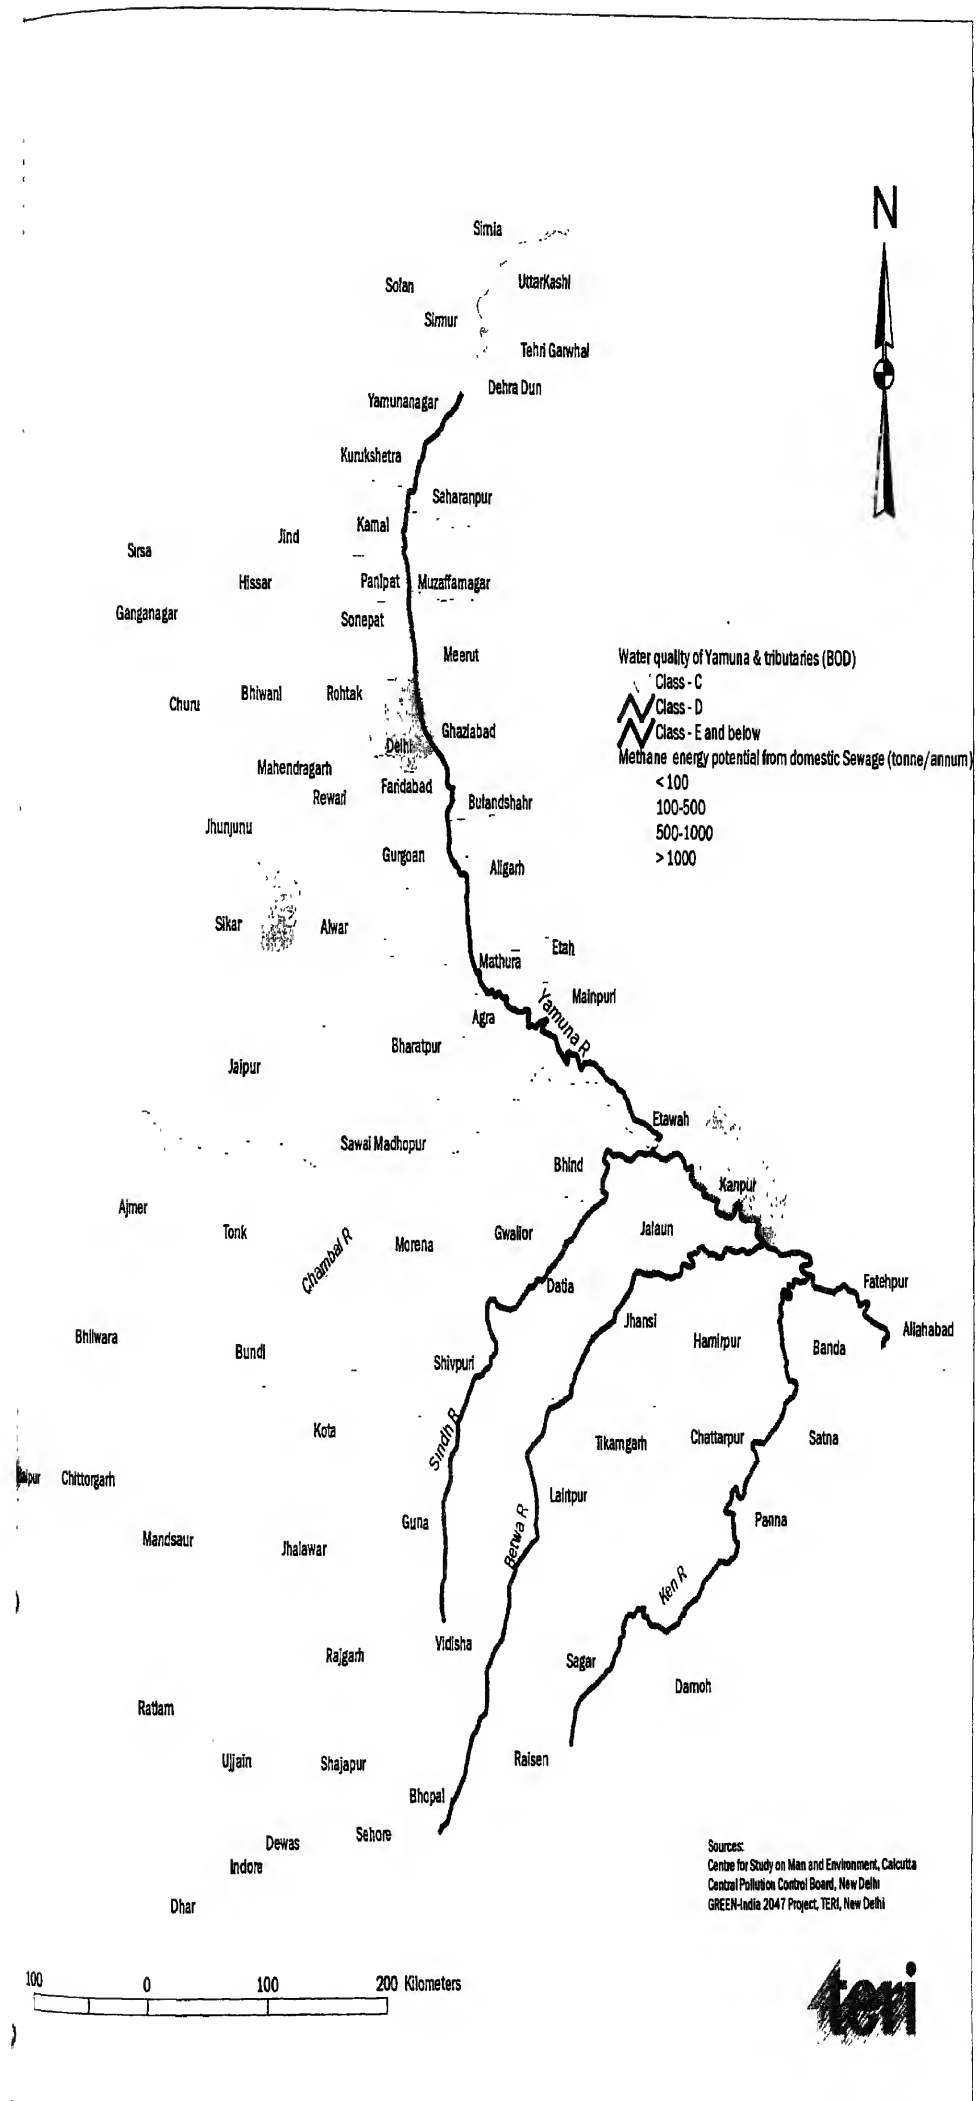 N
Simla
Solan
UttarKashi
Sirmur
Tehri Garwhal
Dehra Dun
Yamunanagar
Kurukshetra
Saharanpur
Karnal
Jind
Sirsa
Hissar
Panipat
Muzaffarnagar
Ganganagar
Sonepat
Meerut
Water quality of Yamuna & tributaries (BOD)
Class - C
Class - D
Class - E and below
Methane energy potential from domestic Sewage (tonne/annum)
<100
100-500
500-1000
>1000
Churu
Bhiwani
Rohtak
Ghaziabad
Delhi
Mahendragarh
Faridabad
Rewari
Bulandshahr
Jhunjunu
Gurgoan
Aligarh
Sikar
Alwar
Etah
Mathura
Mainpuri
Agra
Yamuna R
Bharatpur
Jaipur
Etawah
Sawai Madhopur
Bhind
Kanpur
Ajmer
Tonk
Chambal R
Morena
Gwalior
Jalaun
Datia
Fatehpur
Jhansi
Allahabad
Bhilwara
Bundi
Shivpuri
Hamirpur
Banda
Kota
Sindh R
Tikamgarh
Chattarpur
Satna
Chittorgarh
Lalitpur
Guna
Betwa R
Panna
Mandsaur
Jhalawar
Ken R
Vidisha
Rajgarh
Sagar
Damoh
Ratlam
Ujjain
Shajapur
Raisen
Bhopal
Sehore
Dewas
Indore
Dhar
Sources:
Centre for Study on Man and Environment, Calcutta
Central Pollution Control Board, New Delhi
GREEN-India 2047 Project, TERI, New Delhi
100 0 100 200 Kilometers
teri